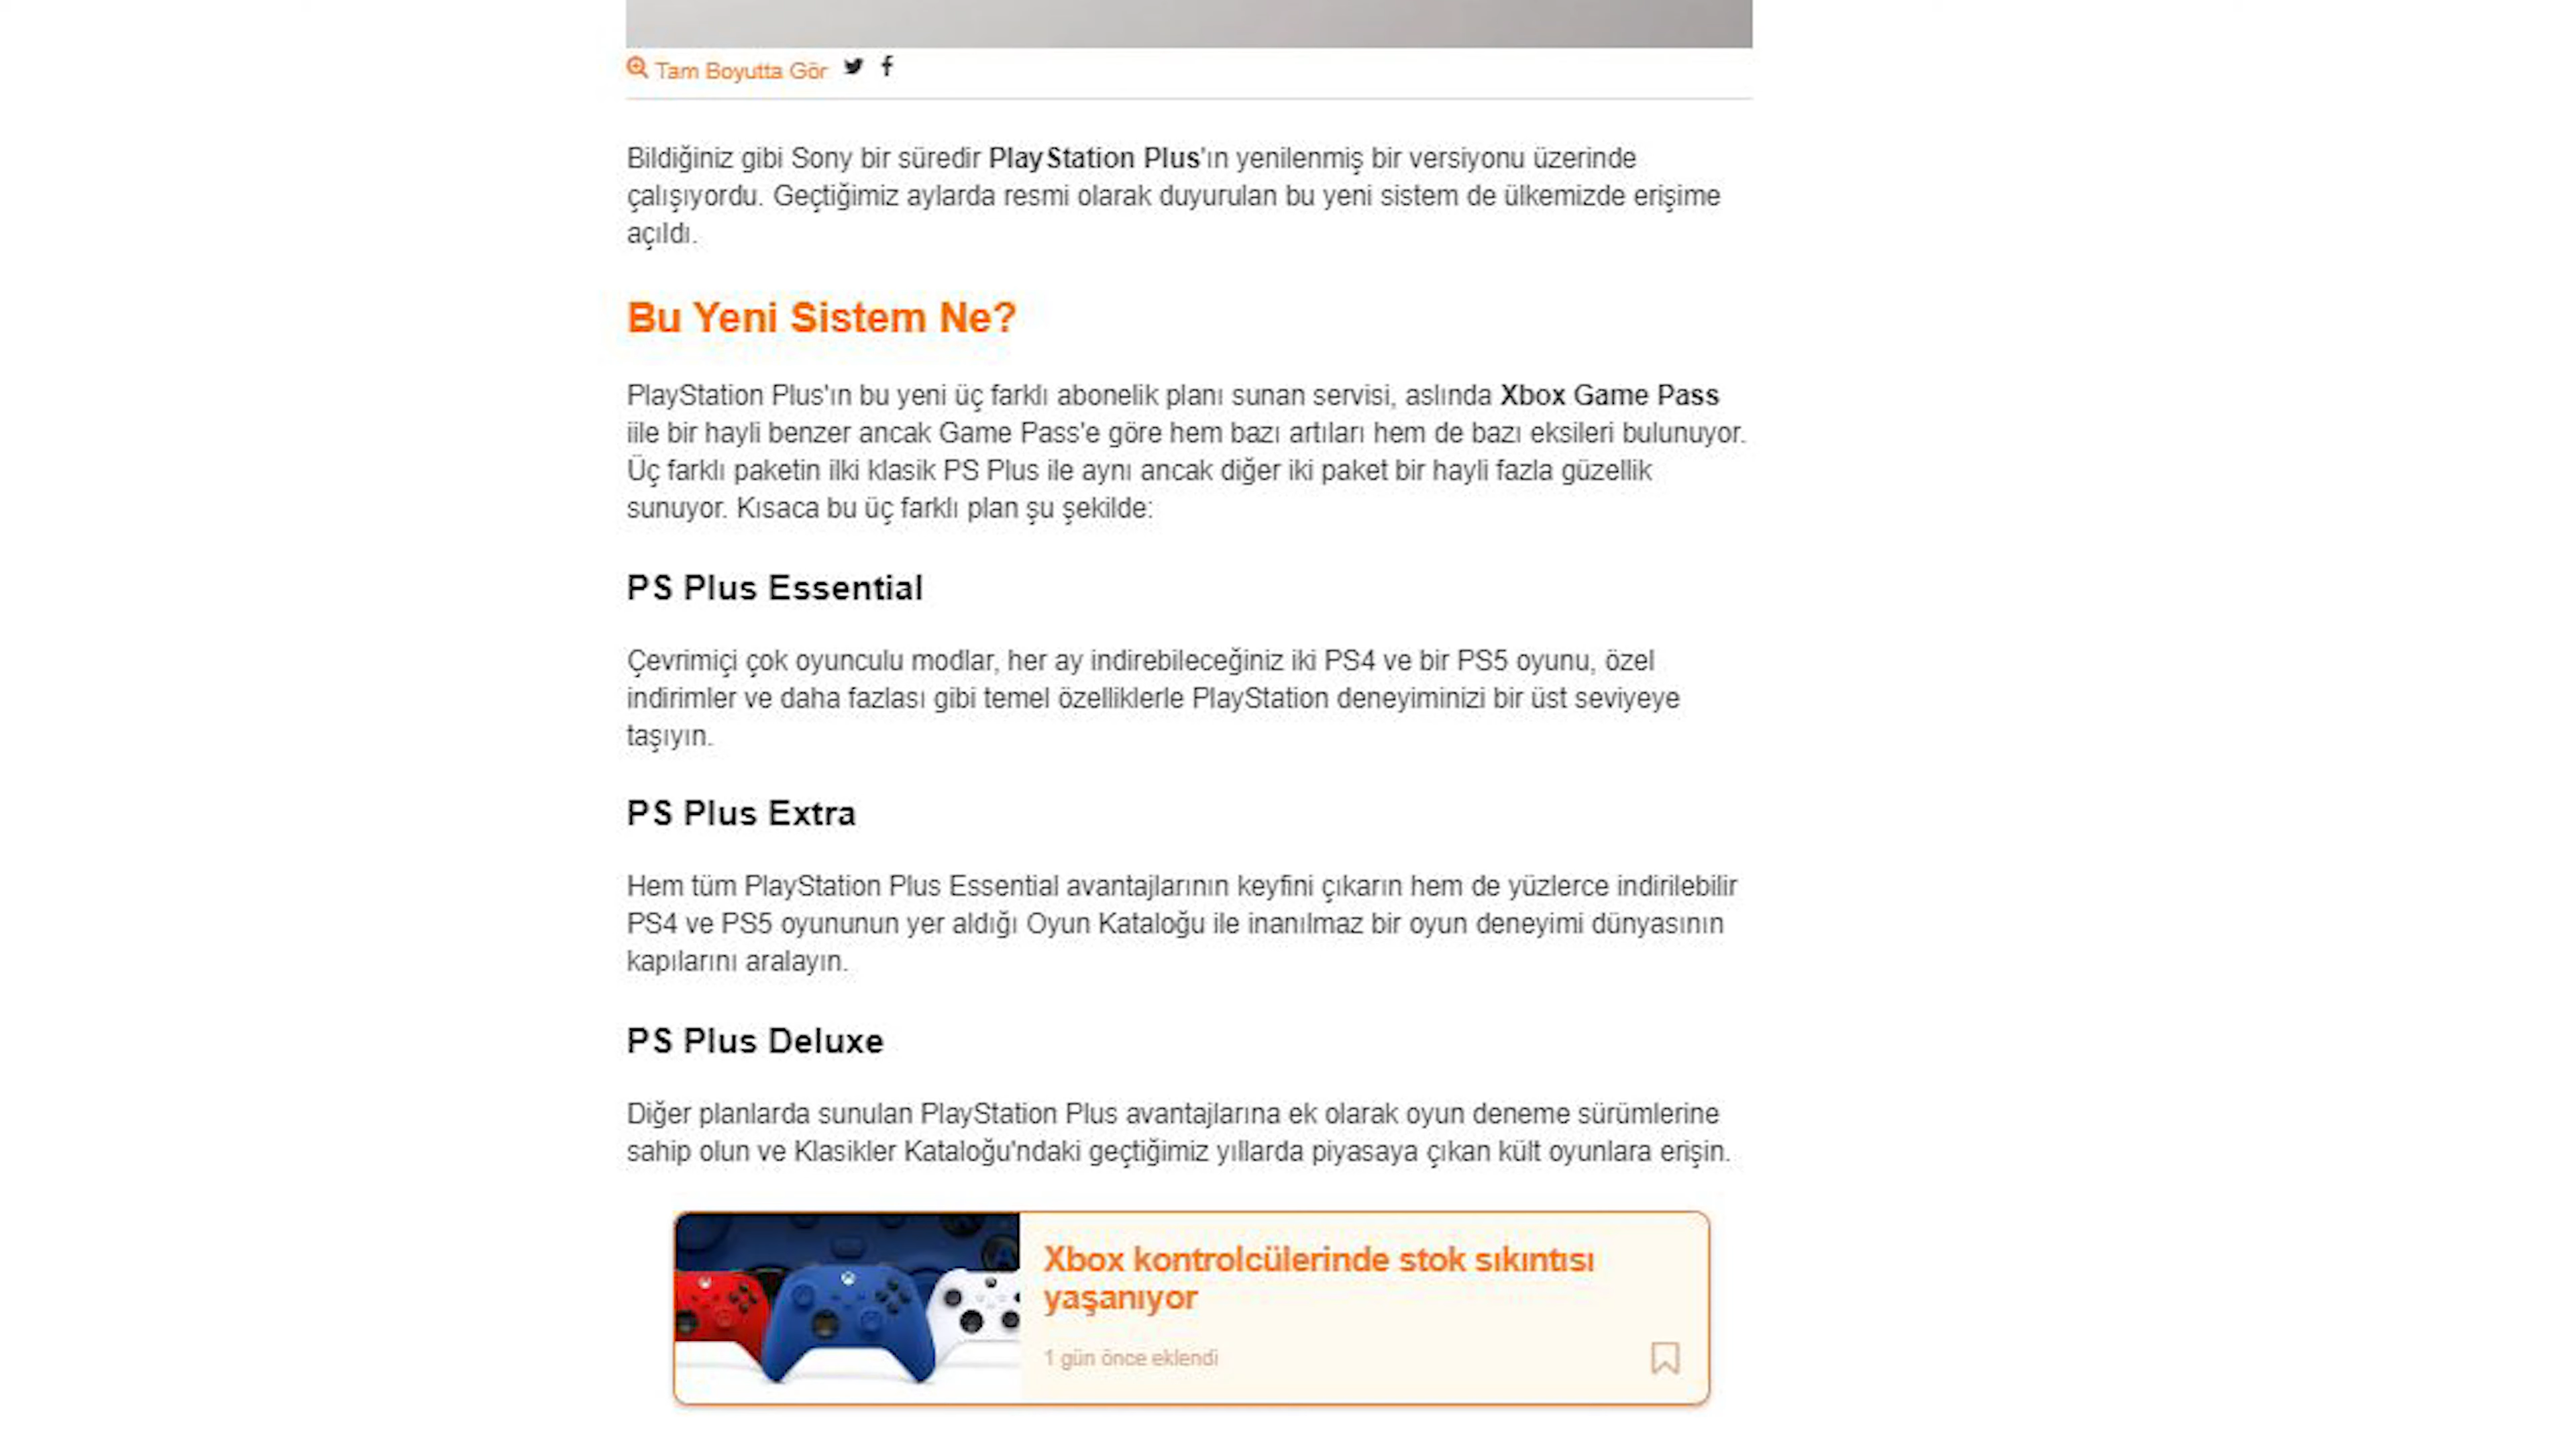 Tam Boyutta Gör
Bildiğiniz gibi Sony bir süredir PlayStation Plus'ın yenilenmiş bir versiyonu üzerinde
çalışıyordu. Geçtiğimiz aylarda resmi olarak duyurulan bu yeni sistem de ülkemizde erişime
açıldı.
Bu Yeni Sistem Ne?
PlayStation Plus'ın bu yeni üç farklı abonelik planı sunan servisi, aslında Xbox Game Pass
iile bir hayli benzer ancak Game Pass'e göre hem bazı artıları hem de bazı eksileri bulunuyor.
Üç farklı paketin ilki klasik PS Plus ile aynı ancak diğer iki paket bir hayli fazla güzellik
sunuyor. Kısaca bu üç farklı plan şu şekilde:
PS Plus Essential
Çevrimiçi çok oyunculu modlar, her ay indirebileceğiniz iki PS4 ve bir PS5 oyunu, özel
indirimler ve daha fazlası gibi temel özelliklerle PlayStation deneyiminizi bir üst seviyeye
taşıyın.
PS Plus Extra
Hem tüm PlayStation Plus Essential avantajlarının keyfini çıkarın hem de yüzlerce indirilebilir
PS4 ve PS5 oyununun yer aldığı Oyun Kataloğu ile inanılmaz bir oyun deneyimi dünyasının
kapılarını aralayın.
PS Plus Deluxe
Diğer planlarda sunulan PlayStation Plus avantajlarına ek olarak oyun deneme sürümlerine
sahip olun ve Klasikler Kataloğu'ndaki geçtiğimiz yıllarda piyasaya çıkan kült oyunlara erişin.
Xbox kontrolcülerinde stok sıkıntısı
yaşanıyor
1 gün önce eklendi